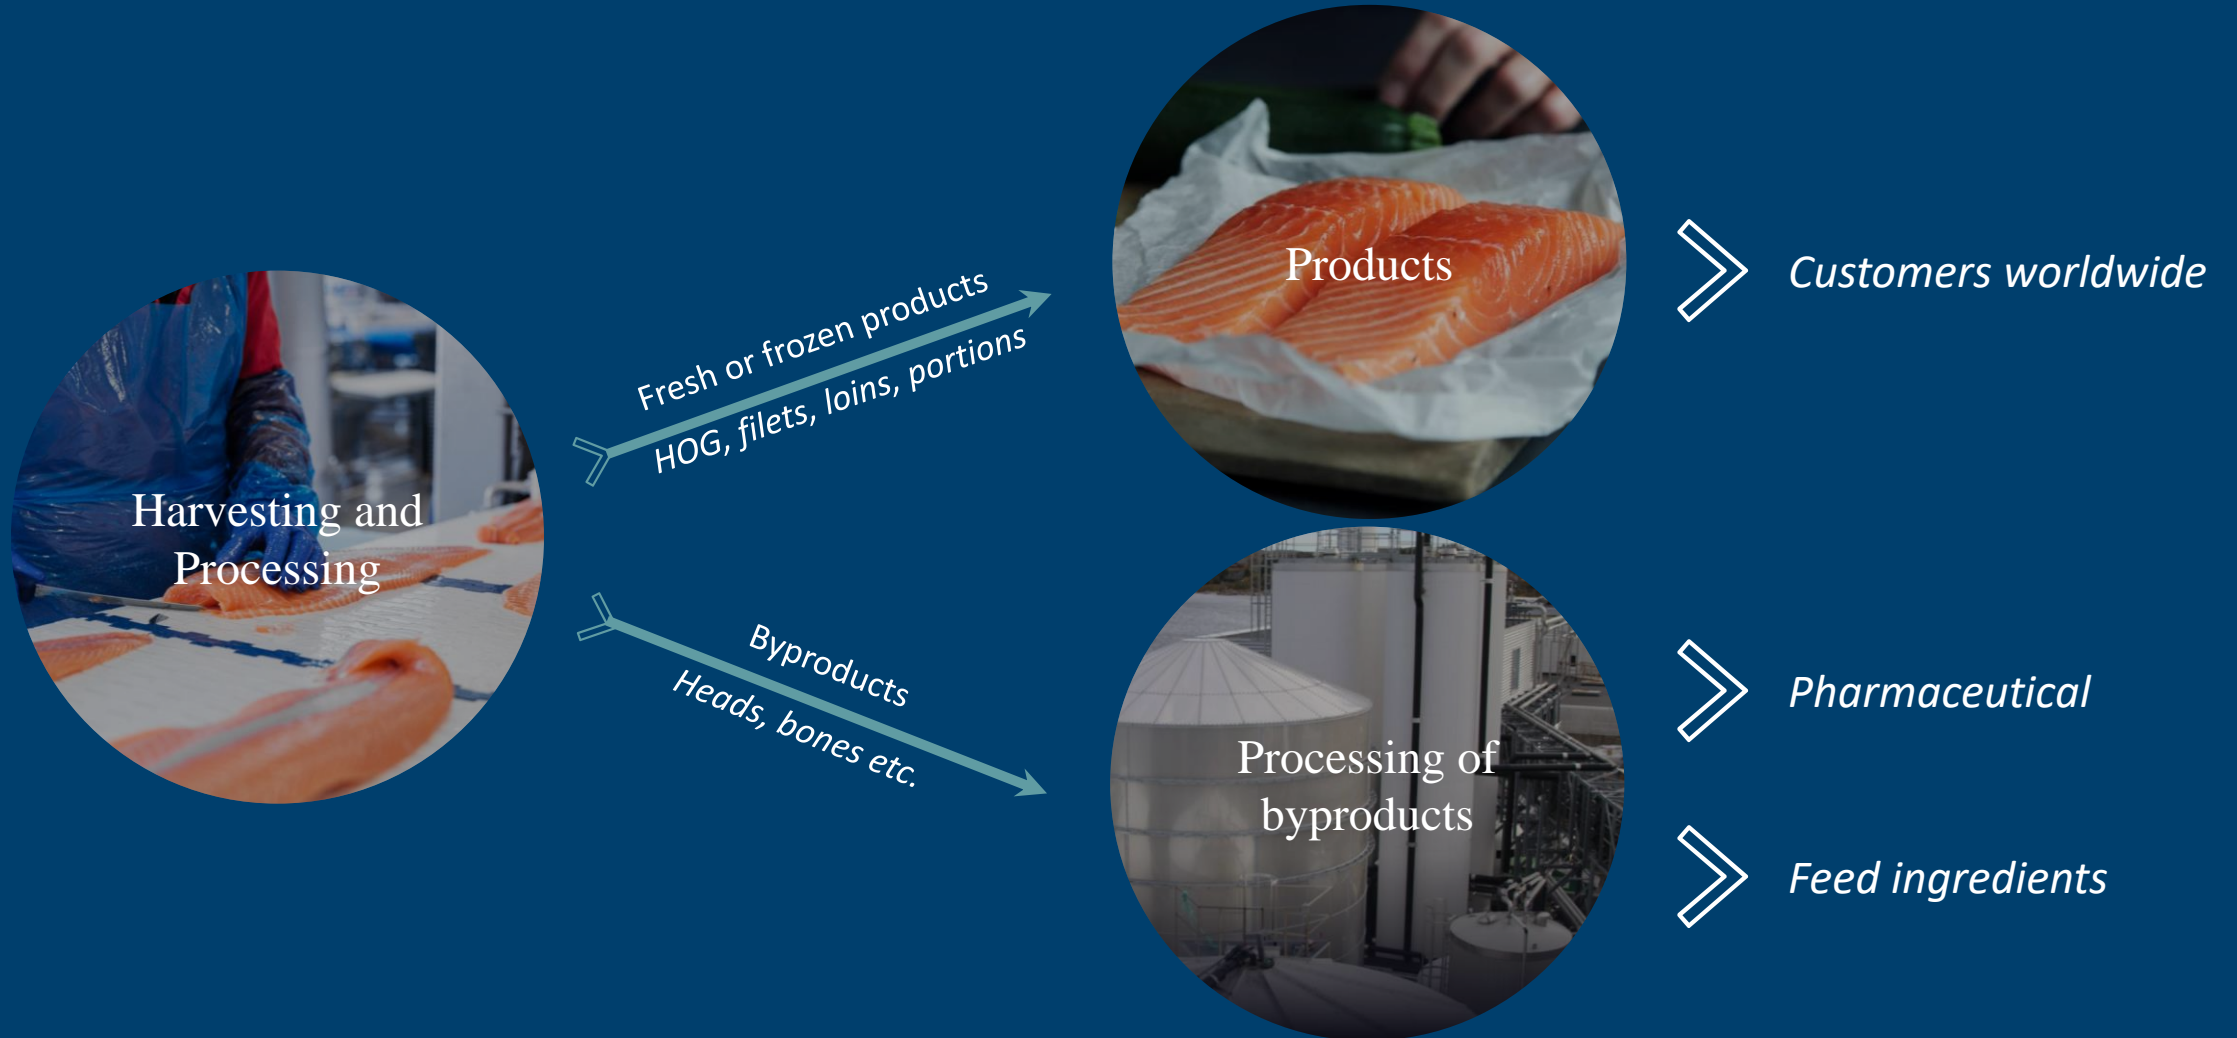 Harvesting and
Processing
Fresh or frozen products
HOG, filets, loins, portions
Products
Customers worldwide
Byproducts
Heads, bones etc.
Processing of
byproducts
Pharmaceutical
Feed ingredients